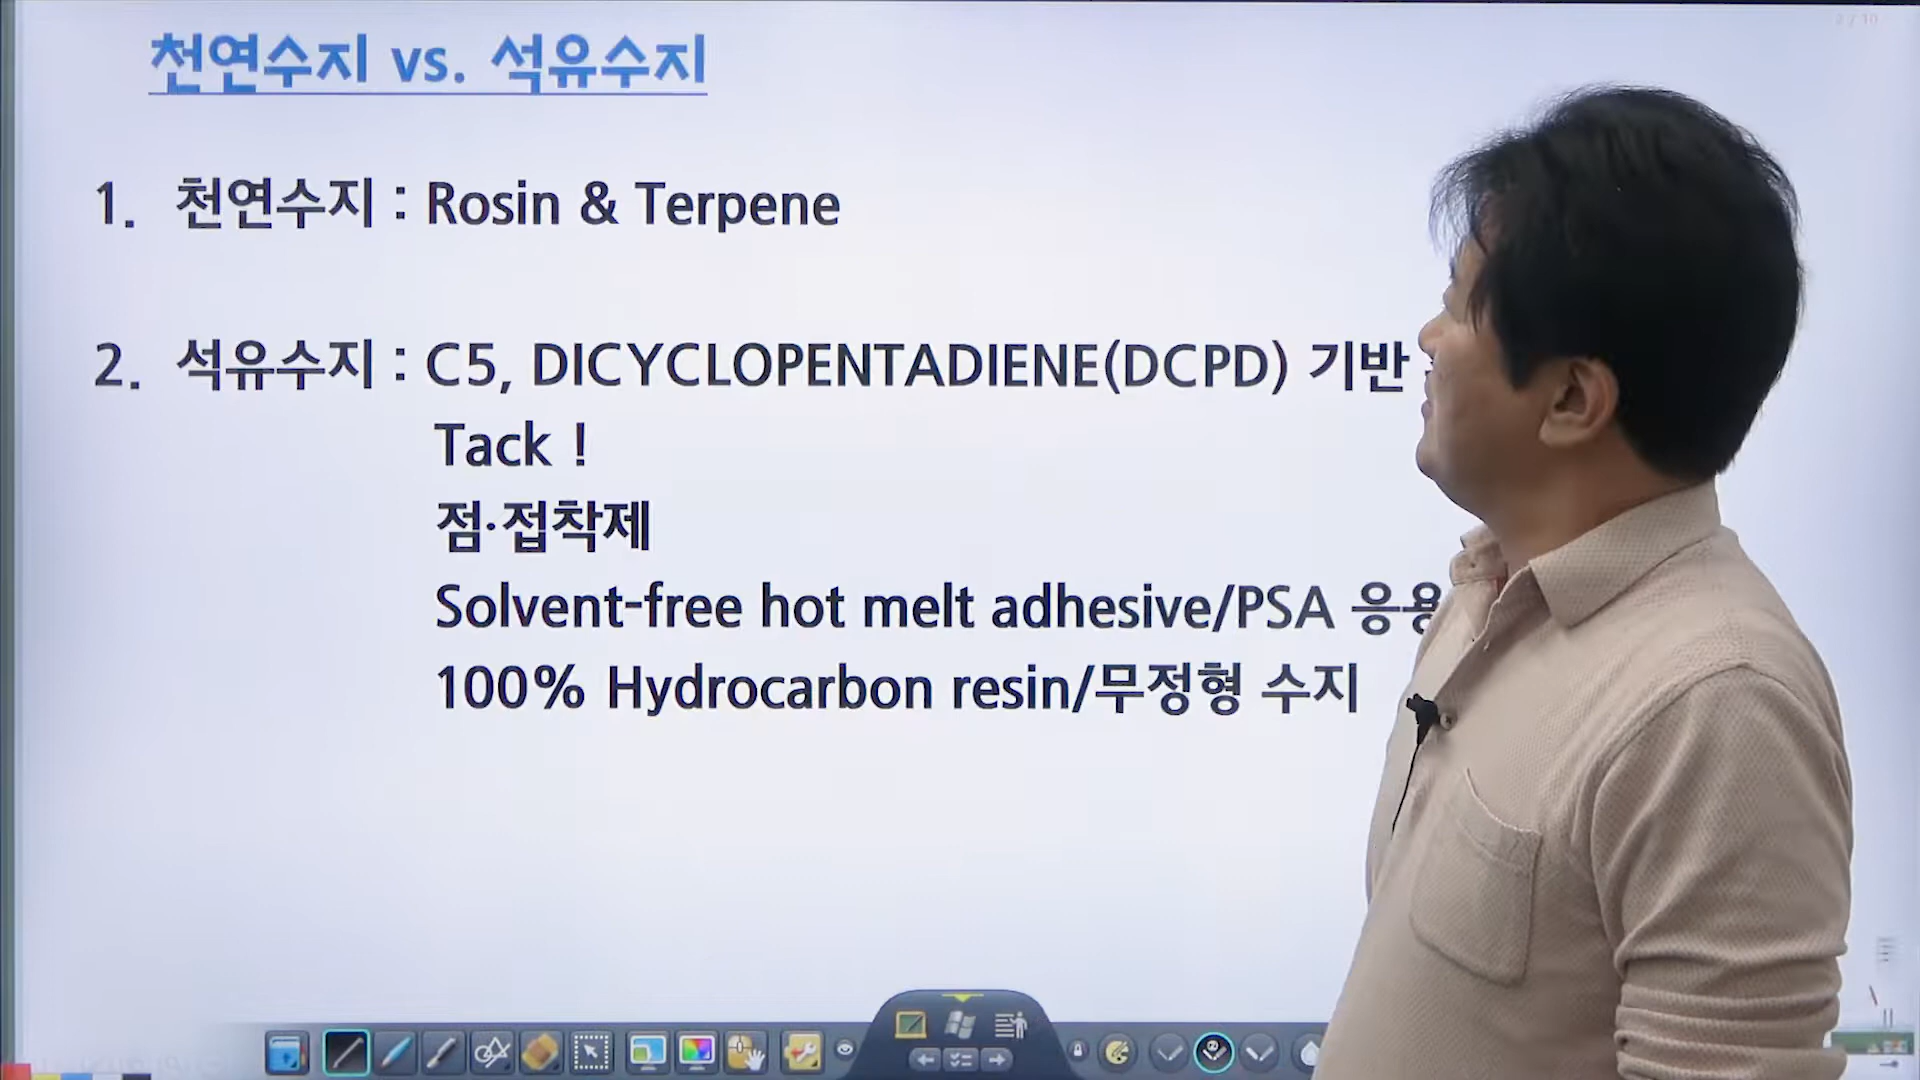 천연수지 vs. 석유수지
1. 천연수지 : Rosin & Terpene
2. 석유수지 : C5, DICYCLOPENTADIENE(DCPD) 기반
Tack !
점·접착제
Solvent-free hot melt adhesive/PSA 응용
100% Hydrocarbon resin/무정형 수지